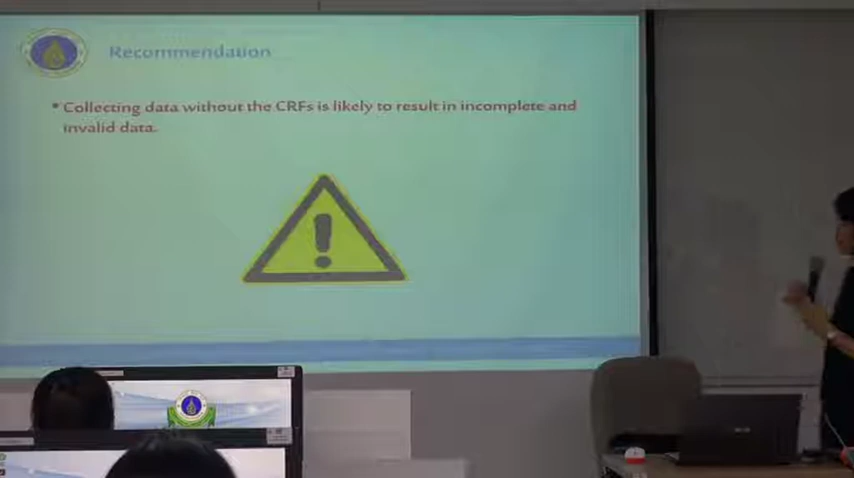 Recommendation
• Collecting data without the CRFs is likely to result in incomplete and
invalid data.